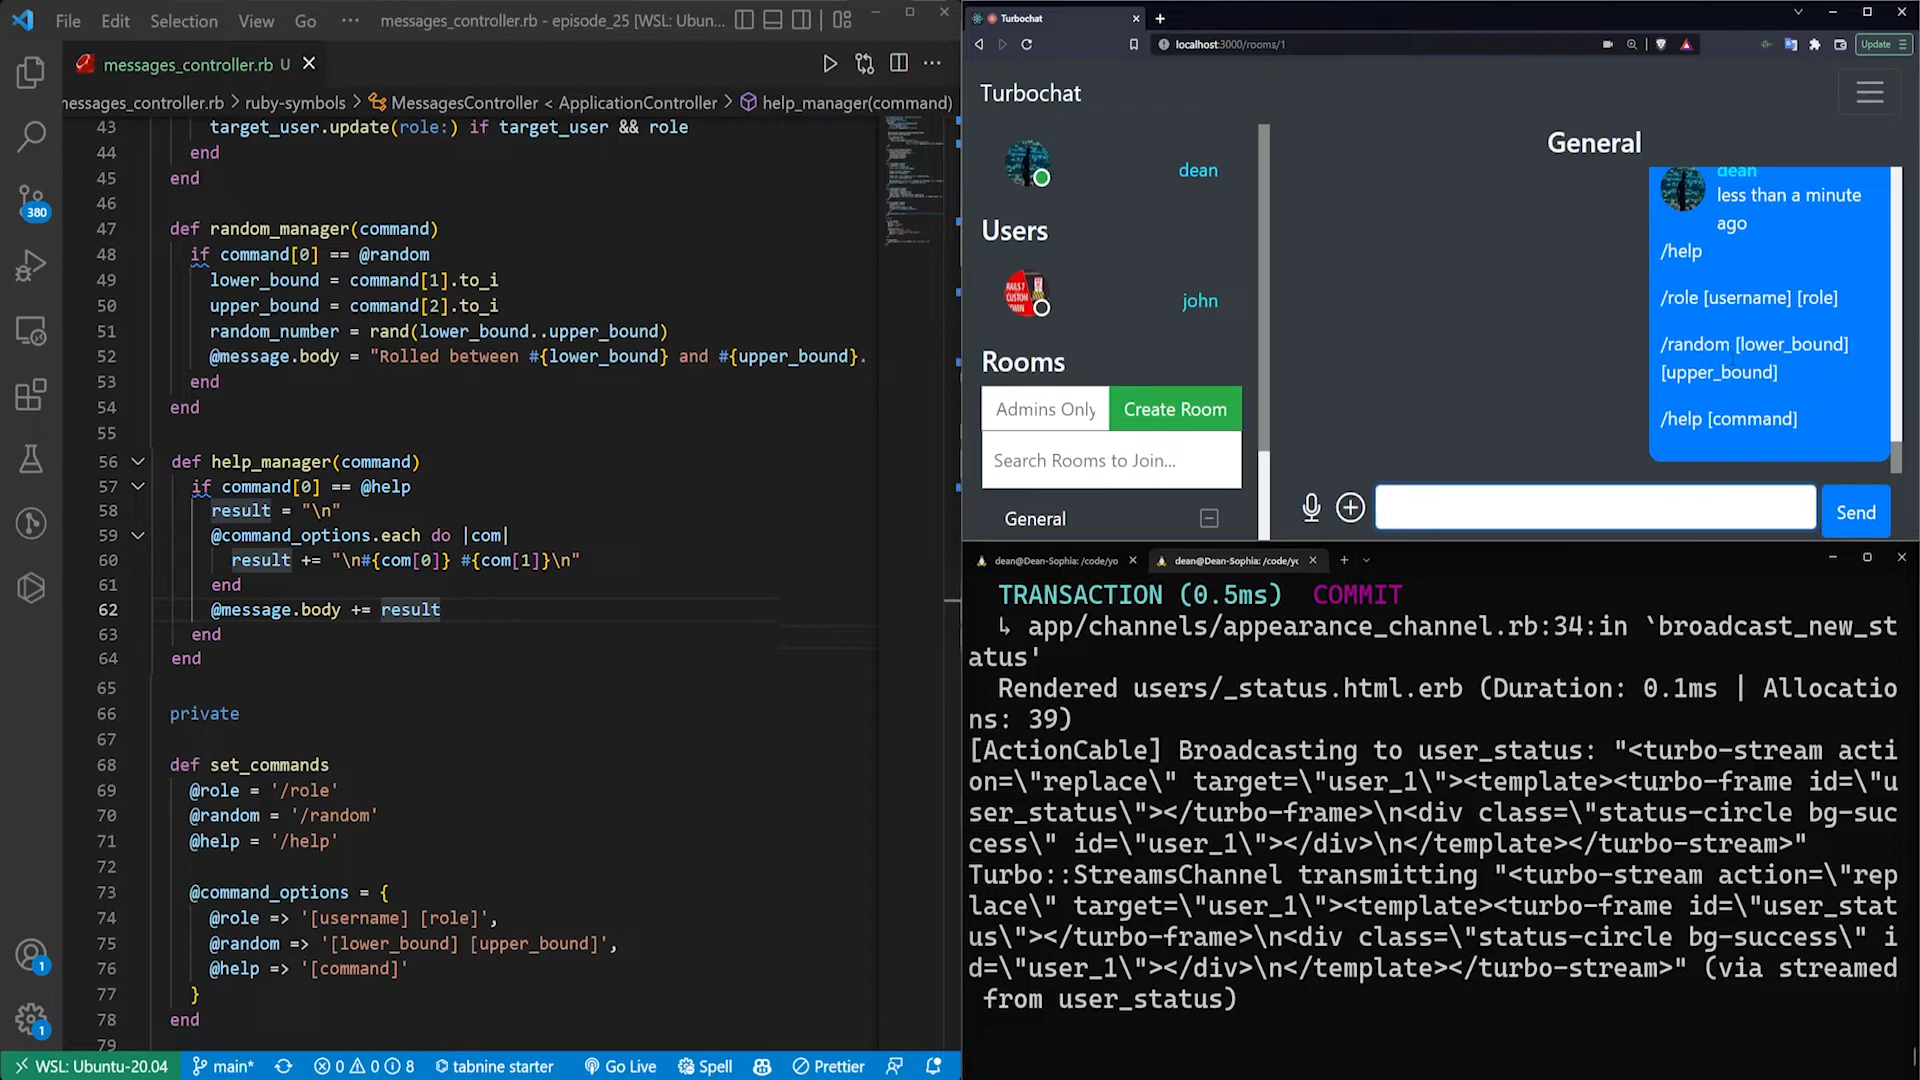 File Edit Selection View Go ··· messages_controller.rb - episode_25 [WSL: Ubun...
messages_controller.rb U
messages_controller.rb > ruby-symbols > MessagesController < ApplicationController > help_manager(command)
380
1
1
43 target_user.update(role:) if target_user && role
44 end
45 end
46
47 def random_manager(command)
48 if command[0] == @random
49 lower_bound = command[1].to_i
50 upper_bound = command[2].to_i
51 random_number = rand(lower_bound..upper_bound)
52 @message.body = "Rolled between #{lower_bound} and #{upper_bound}.
53 end
54 end
55
56 def help_manager(command)
57 if command[0] == @help
58 result = "\n"
59 @command_options.each do |com|
60 result += "\n#{com[0]} #{com[1]}\n"
61 end
62 @message.body += result
63 end
64 end
65
66 private
67
68 def set_commands
69 @role = '/role'
70 @random = '/random'
71 @help = '/help'
72
73 @command_options = {
74 @role => '[username] [role]',
75 @random => '[lower_bound] [upper_bound]',
76 @help => '[command]'
77 }
78 end
79
WSL: Ubuntu-20.04 main* 0 0 8 tabnine starter Go Live Spell Prettier
Turbochat
localhost:3000/rooms/1
Update
Turbochat
dean
Users
john
Rooms
Admins Only
Create Room
Search Rooms to Join...
General
General
dean
less than a minute
ago
/help
/role [username] [role]
/random [lower_bound]
[upper_bound]
/help [command]
Send
dean@Dean-Sophia: /code/yo
dean@Dean-Sophia: /code/yo
TRANSACTION (0.5ms) COMMIT
↳ app/channels/appearance_channel.rb:34:in `broadcast_new_st
atus'
Rendered users/_status.html.erb (Duration: 0.1ms | Allocatio
ns: 39)
[ActionCable] Broadcasting to user_status: "<turbo-stream acti
on=\"replace\" target=\"user_1\"><template><turbo-frame id=\"u
ser_status\"></turbo-frame>\n<div class=\"status-circle bg-suc
cess\" id=\"user_1\"></div>\n</template></turbo-stream>"
Turbo::StreamsChannel transmitting "<turbo-stream action=\"rep
lace\" target=\"user_1\"><template><turbo-frame id=\"user_stat
us\"></turbo-frame>\n<div class=\"status-circle bg-success\" i
d=\"user_1\"></div>\n</template></turbo-stream>" (via streamed
from user_status)